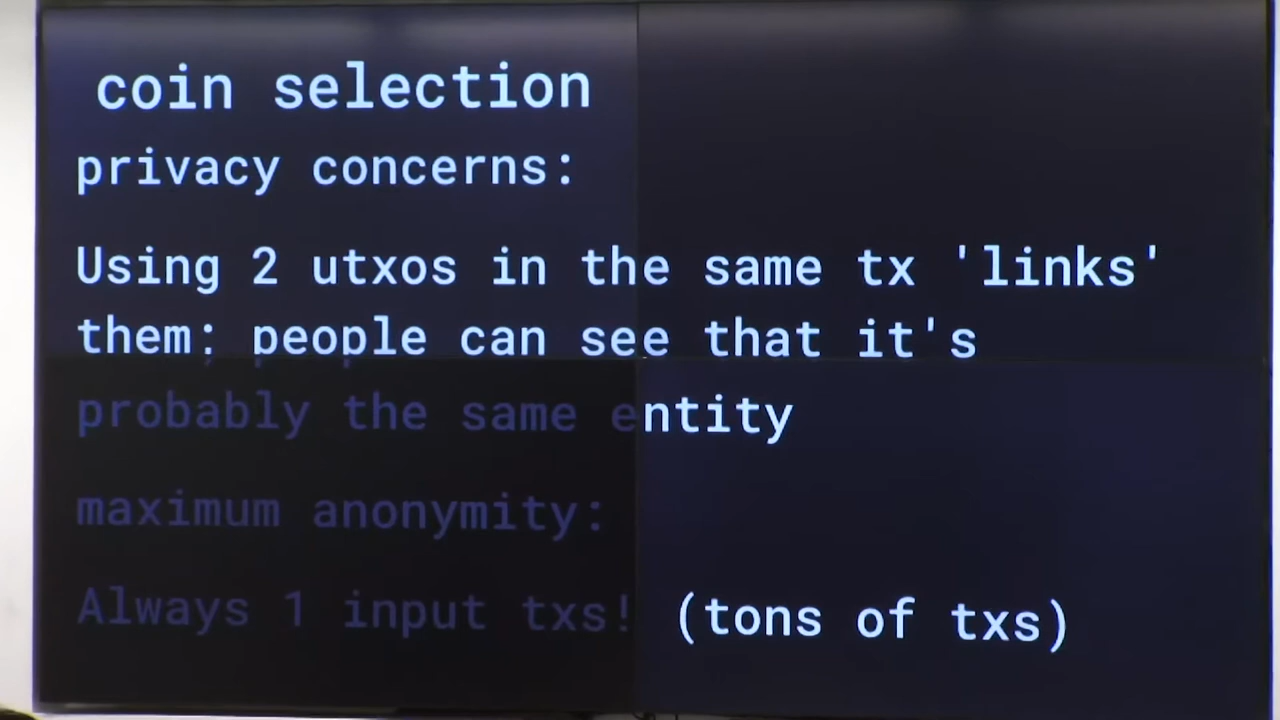 coin selection
privacy concerns:
Using 2 utxos in the same tx 'links'
them; people can see that it's
probably the same entity
maximum anonymity:
Always 1 input txs! (tons of txs)